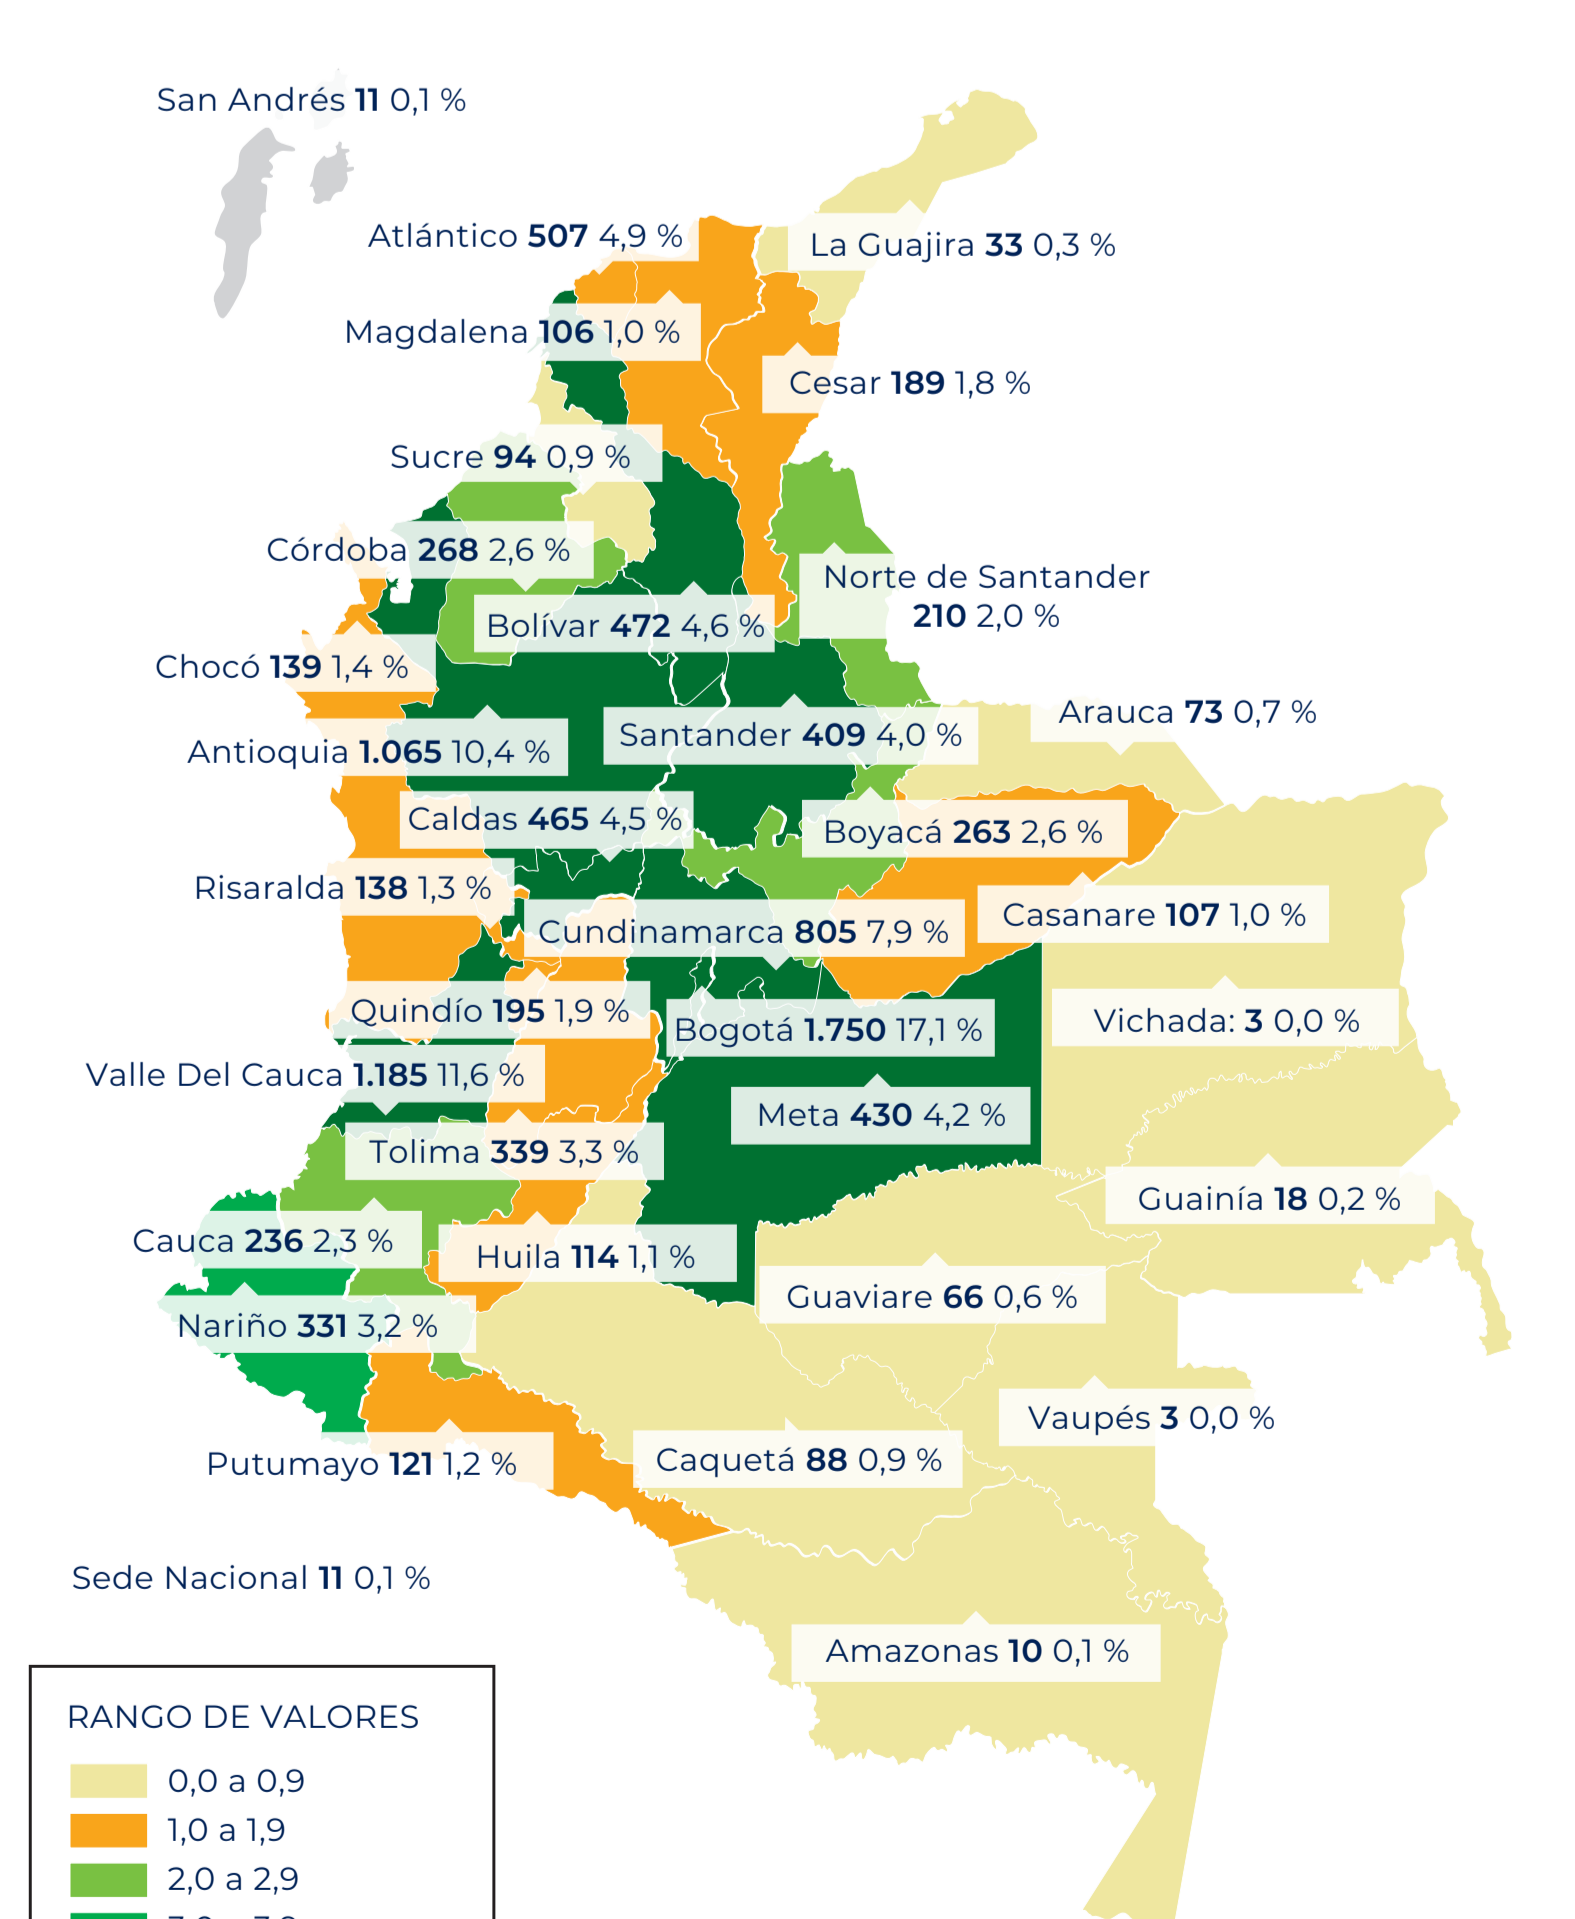 San Andrés 11 0,1 %
Atlántico 507 4,9 %
La Guajira 33 0,3 %
Magdalena 106 1,0 %
Cesar 189 1,8 %
Sucre 94 0,9 %
Córdoba 268 2,6 %
Norte de Santander
210 2,0 %
Bolívar 472 4,6 %
Chocó 139 1,4 %
Arauca 73 0,7 %
Santander 409 4,0 %
Antioquia 1.065 10,4 %
Caldas 465 4,5 %
Boyacá 263 2,6 %
Risaralda 138 1,3 %
Casanare 107 1,0 %
Cundinamarca 805 7,9 %
Quindío 195 1,9 %
Vichada: 3 0,0 %
Bogotá 1.750 17,1 %
Valle Del Cauca 1.185 11,6 %
Meta 430 4,2 %
Tolima 339 3,3 %
Guainía 18 0,2 %
Cauca 236 2,3 %
Huila 114 1,1 %
Guaviare 66 0,6 %
Nariño 331 3,2 %
Vaupés 3 0,0 %
Caquetá 88 0,9 %
Putumayo 121 1,2 %
Sede Nacional 11 0,1 %
Amazonas 10 0,1 %
RANGO DE VALORES
0,0 a 0,9
1,0 a 1,9
2,0 a 2,9